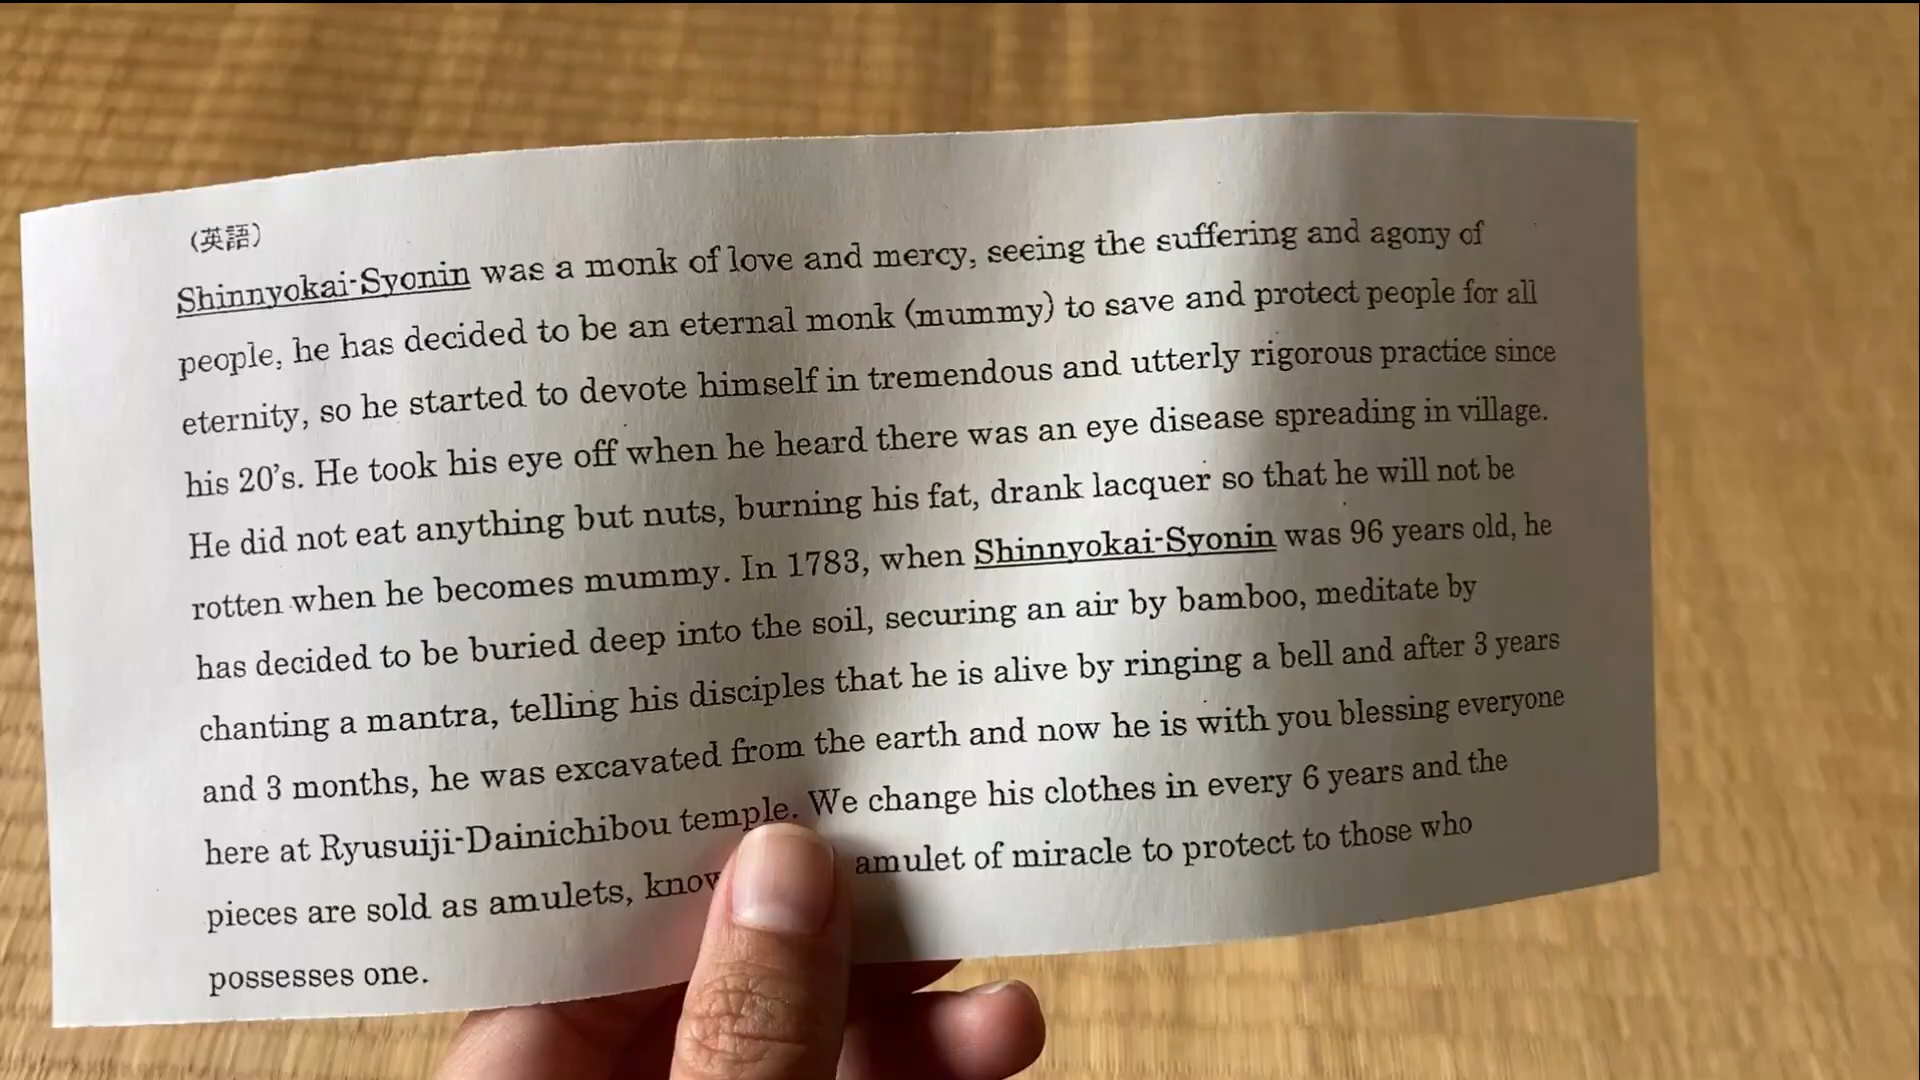 （英語）
Shinnyokai-Syonin was a monk of love and mercy, seeing the suffering and agony of
people, he has decided to be an eternal monk (mummy) to save and protect people for all
eternity, so he started to devote himself in tremendous and utterly rigorous practice since
his 20's. He took his eye off when he heard there was an eye disease spreading in village.
He did not eat anything but nuts, burning his fat, drank lacquer so that he will not be
rotten when he becomes mummy. In 1783, when Shinnyokai-Syonin was 96 years old, he
has decided to be buried deep into the soil, securing an air by bamboo, meditate by
chanting a mantra, telling his disciples that he is alive by ringing a bell and after 3 years
and 3 months, he was excavated from the earth and now he is with you blessing everyone
here at Ryusuiji-Dainichibou temple. We change his clothes in every 6 years and the
pieces are sold as amulets, amulet of miracle to protect to those who
possesses one.